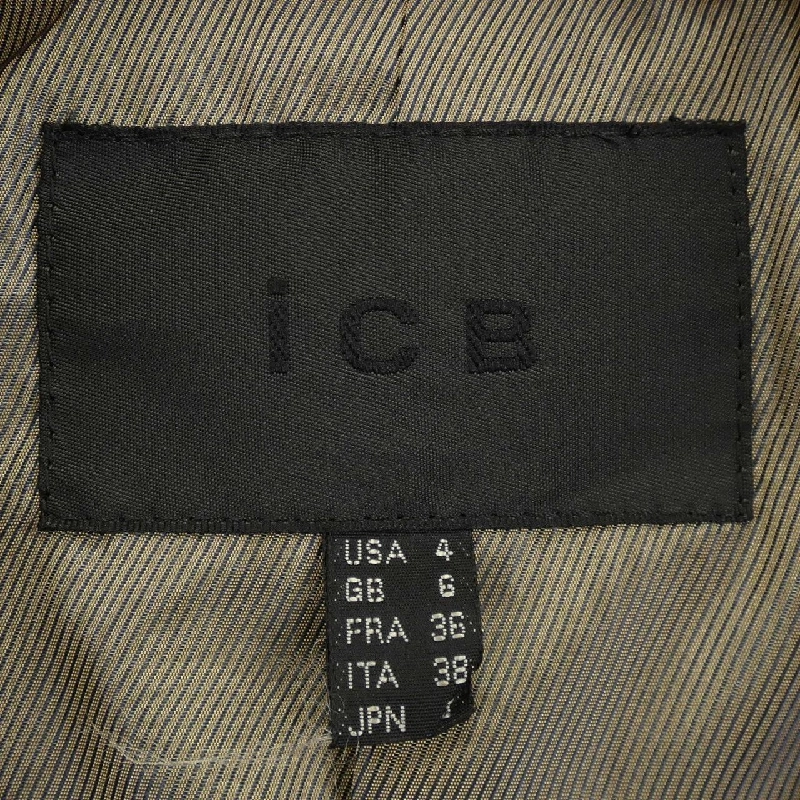 iCB
USA 4
GB 6
FRA 36
ITA 38
JPN